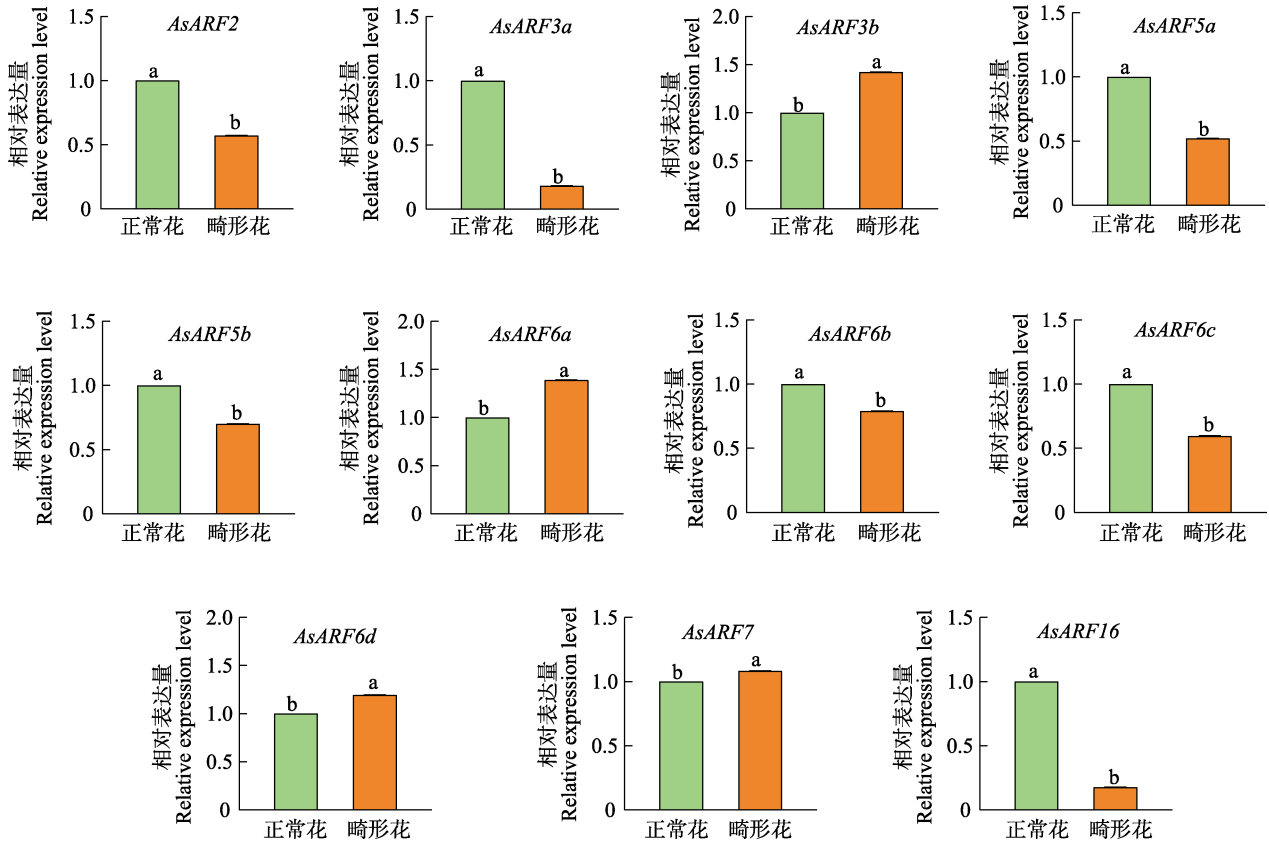 AsARF2
相对表达量
Relative expression level
1.5
1.0
0.5
0
a
b
正常花
畸形花
AsARF3a
相对表达量
Relative expression level
1.5
1.0
0.5
0
a
b
正常花
畸形花
AsARF3b
相对表达量
Relative expression level
2.0
1.5
1.0
0.5
0
b
a
正常花
畸形花
AsARF5a
相对表达量
Relative expression level
1.5
1.0
0.5
0
a
b
正常花
畸形花
AsARF5b
相对表达量
Relative expression level
1.5
1.0
0.5
0
a
b
正常花
畸形花
AsARF6a
相对表达量
Relative expression level
2.0
1.5
1.0
0.5
0
b
a
正常花
畸形花
AsARF6b
相对表达量
Relative expression level
1.5
1.0
0.5
0
a
b
正常花
畸形花
AsARF6c
相对表达量
Relative expression level
1.5
1.0
0.5
0
a
b
正常花
畸形花
AsARF6d
相对表达量
Relative expression level
2.0
1.5
1.0
0.5
0
b
a
正常花
畸形花
AsARF7
相对表达量
Relative expression level
1.5
1.0
0.5
0
b
a
正常花
畸形花
AsARF16
相对表达量
Relative expression level
1.5
1.0
0.5
0
a
b
正常花
畸形花